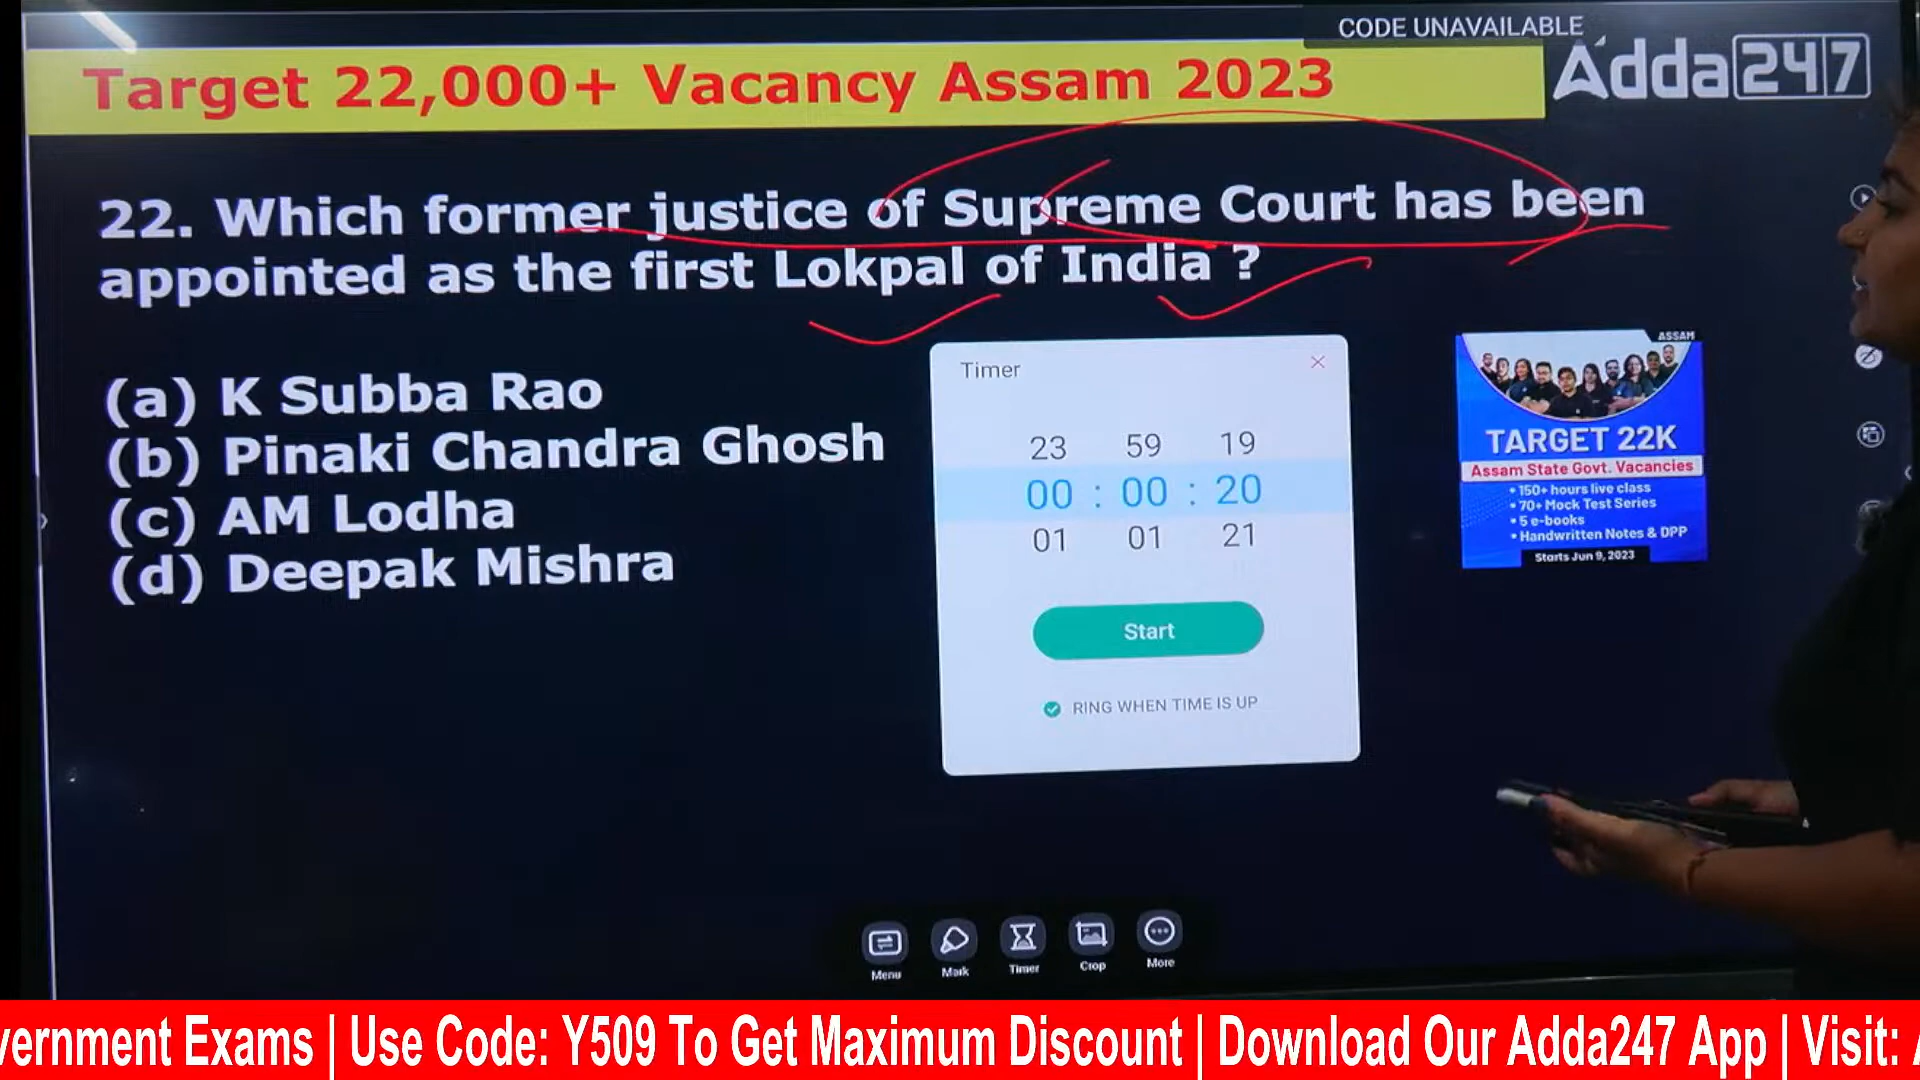 CODE UNAVAILABLE
Target 22,000+ Vacancy Assam 2023
Adda247
22. Which former justice of Supreme Court has been
appointed as the first Lokpal of India ?
(a) K Subba Rao
(b) Pinaki Chandra Ghosh
(c) AM Lodha
(d) Deepak Mishra
Timer
23 59 19
00 : 00 : 20
01 01 21
Start
RING WHEN TIME IS UP
ASSAM
TARGET 22K
Assam State Govt. Vacancies
• 150+ hours live class
• 70+ Mock Test Series
• 5 e-books
• Handwritten Notes & DPP
Starts Jun 9, 2023
Menu Mark Timer Crop More
vernment Exams | Use Code: Y509 To Get Maximum Discount | Download Our Adda247 App | Visit: